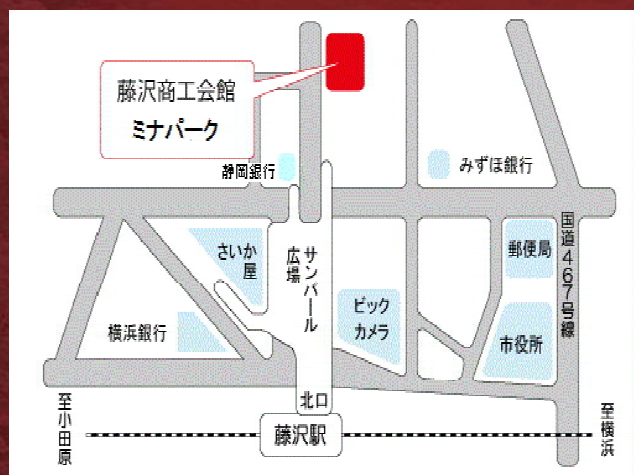 藤沢商工会館
ミナパーク
静岡銀行
みずほ銀行
さいか
屋
サンパール
広場
郵便局
国道467号線
ビック
カメラ
横浜銀行
市役所
北口
藤沢駅
至小田原
至横浜